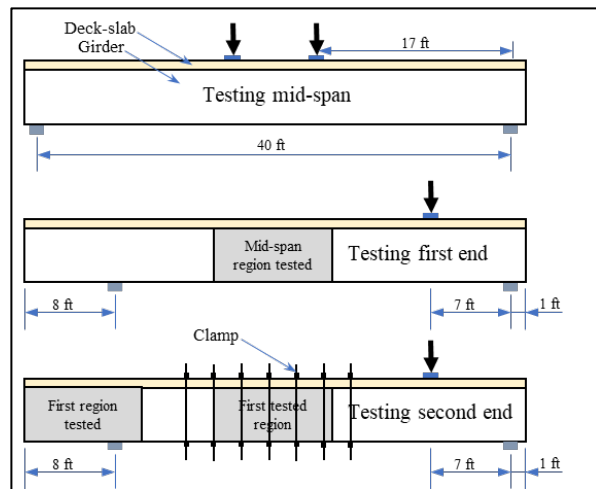 Deck-slab
Girder
17 ft
Testing mid-span
40 ft
Mid-span
region tested
Testing first end
8 ft
7 ft
1 ft
Clamp
First region
tested
First tested
region
Testing second end
8 ft
7 ft
1 ft